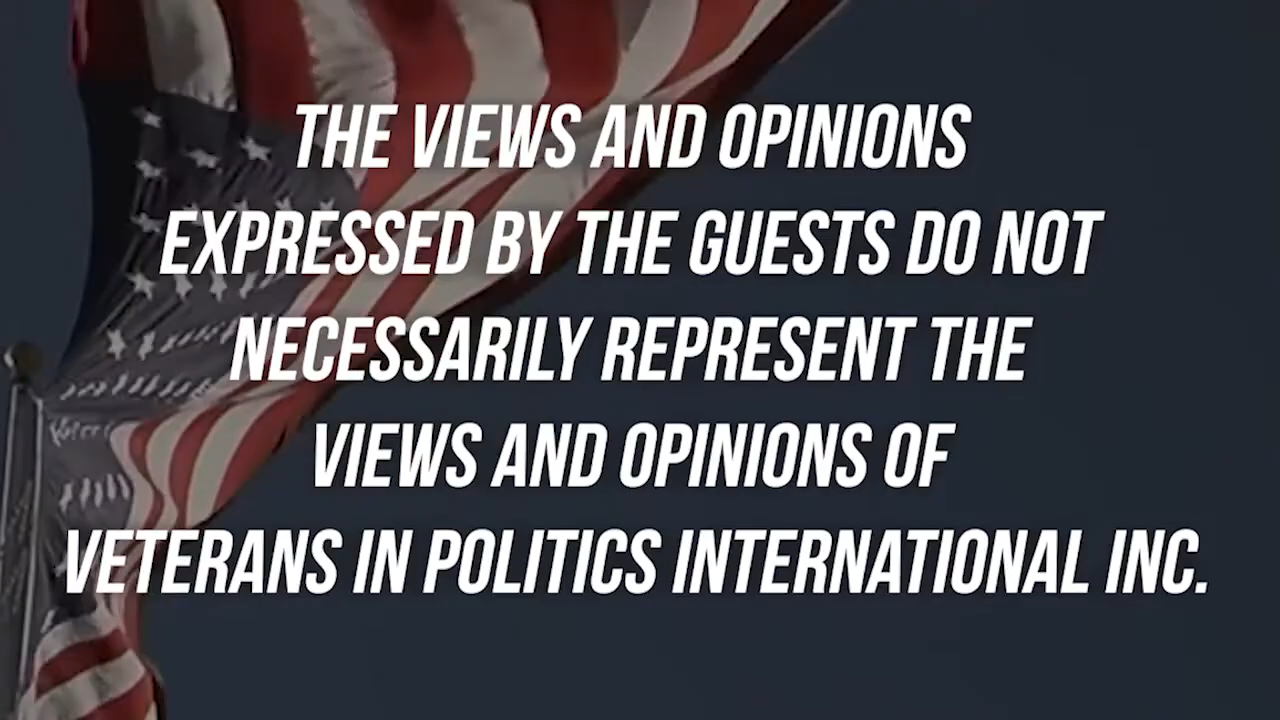 THE VIEWS AND OPINIONS
EXPRESSED BY THE GUESTS DO NOT
NECESSARILY REPRESENT THE
VIEWS AND OPINIONS OF
VETERANS IN POLITICS INTERNATIONAL INC.